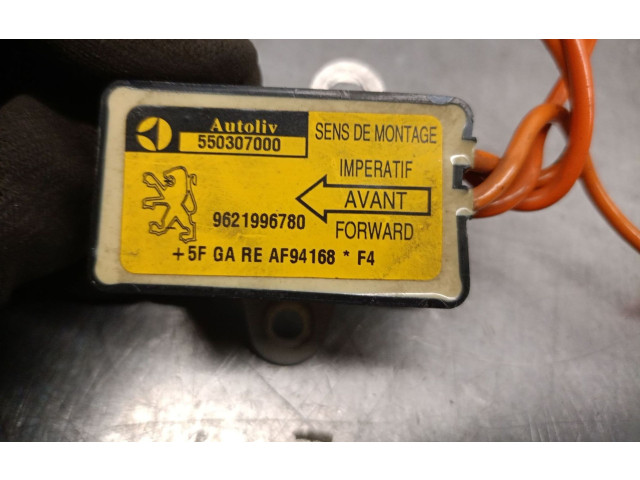 Autoliv
550307000
SENS DE MONTAGE
IMPERATIF
AVANT
FORWARD
9621996780
+5F GA RE AF94168 * F4